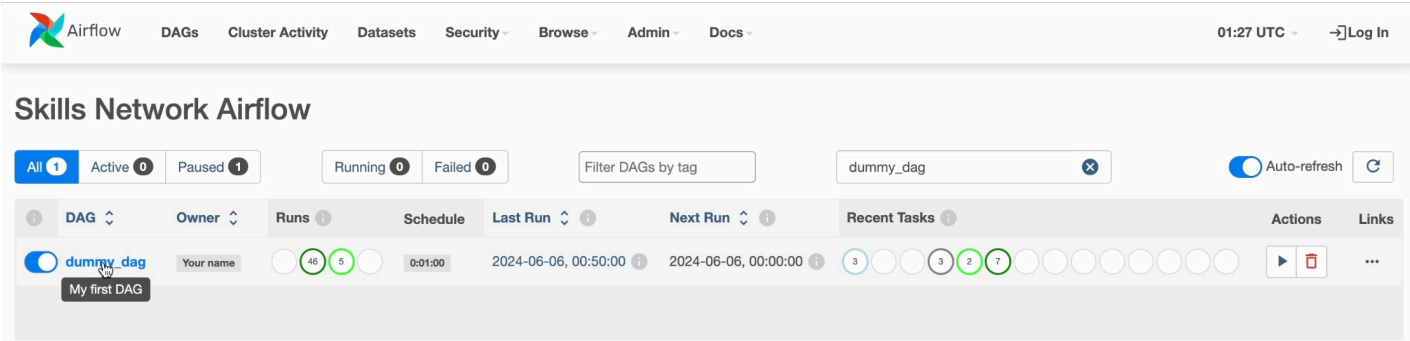 Airflow DAGs Cluster Activity Datasets Security Browse Admin Docs 01:27 UTC Log In
Skills Network Airflow
All 1 Active 0 Paused 1 Running 0 Failed 0 Filter DAGs by tag dummy_dag Auto-refresh
DAG Owner Runs Schedule Last Run Next Run Recent Tasks Actions Links
dummy_dag Your name 46 5 0:01:00 2024-06-06, 00:50:00 2024-06-06, 00:00:00 3 3 2 7
My first DAG